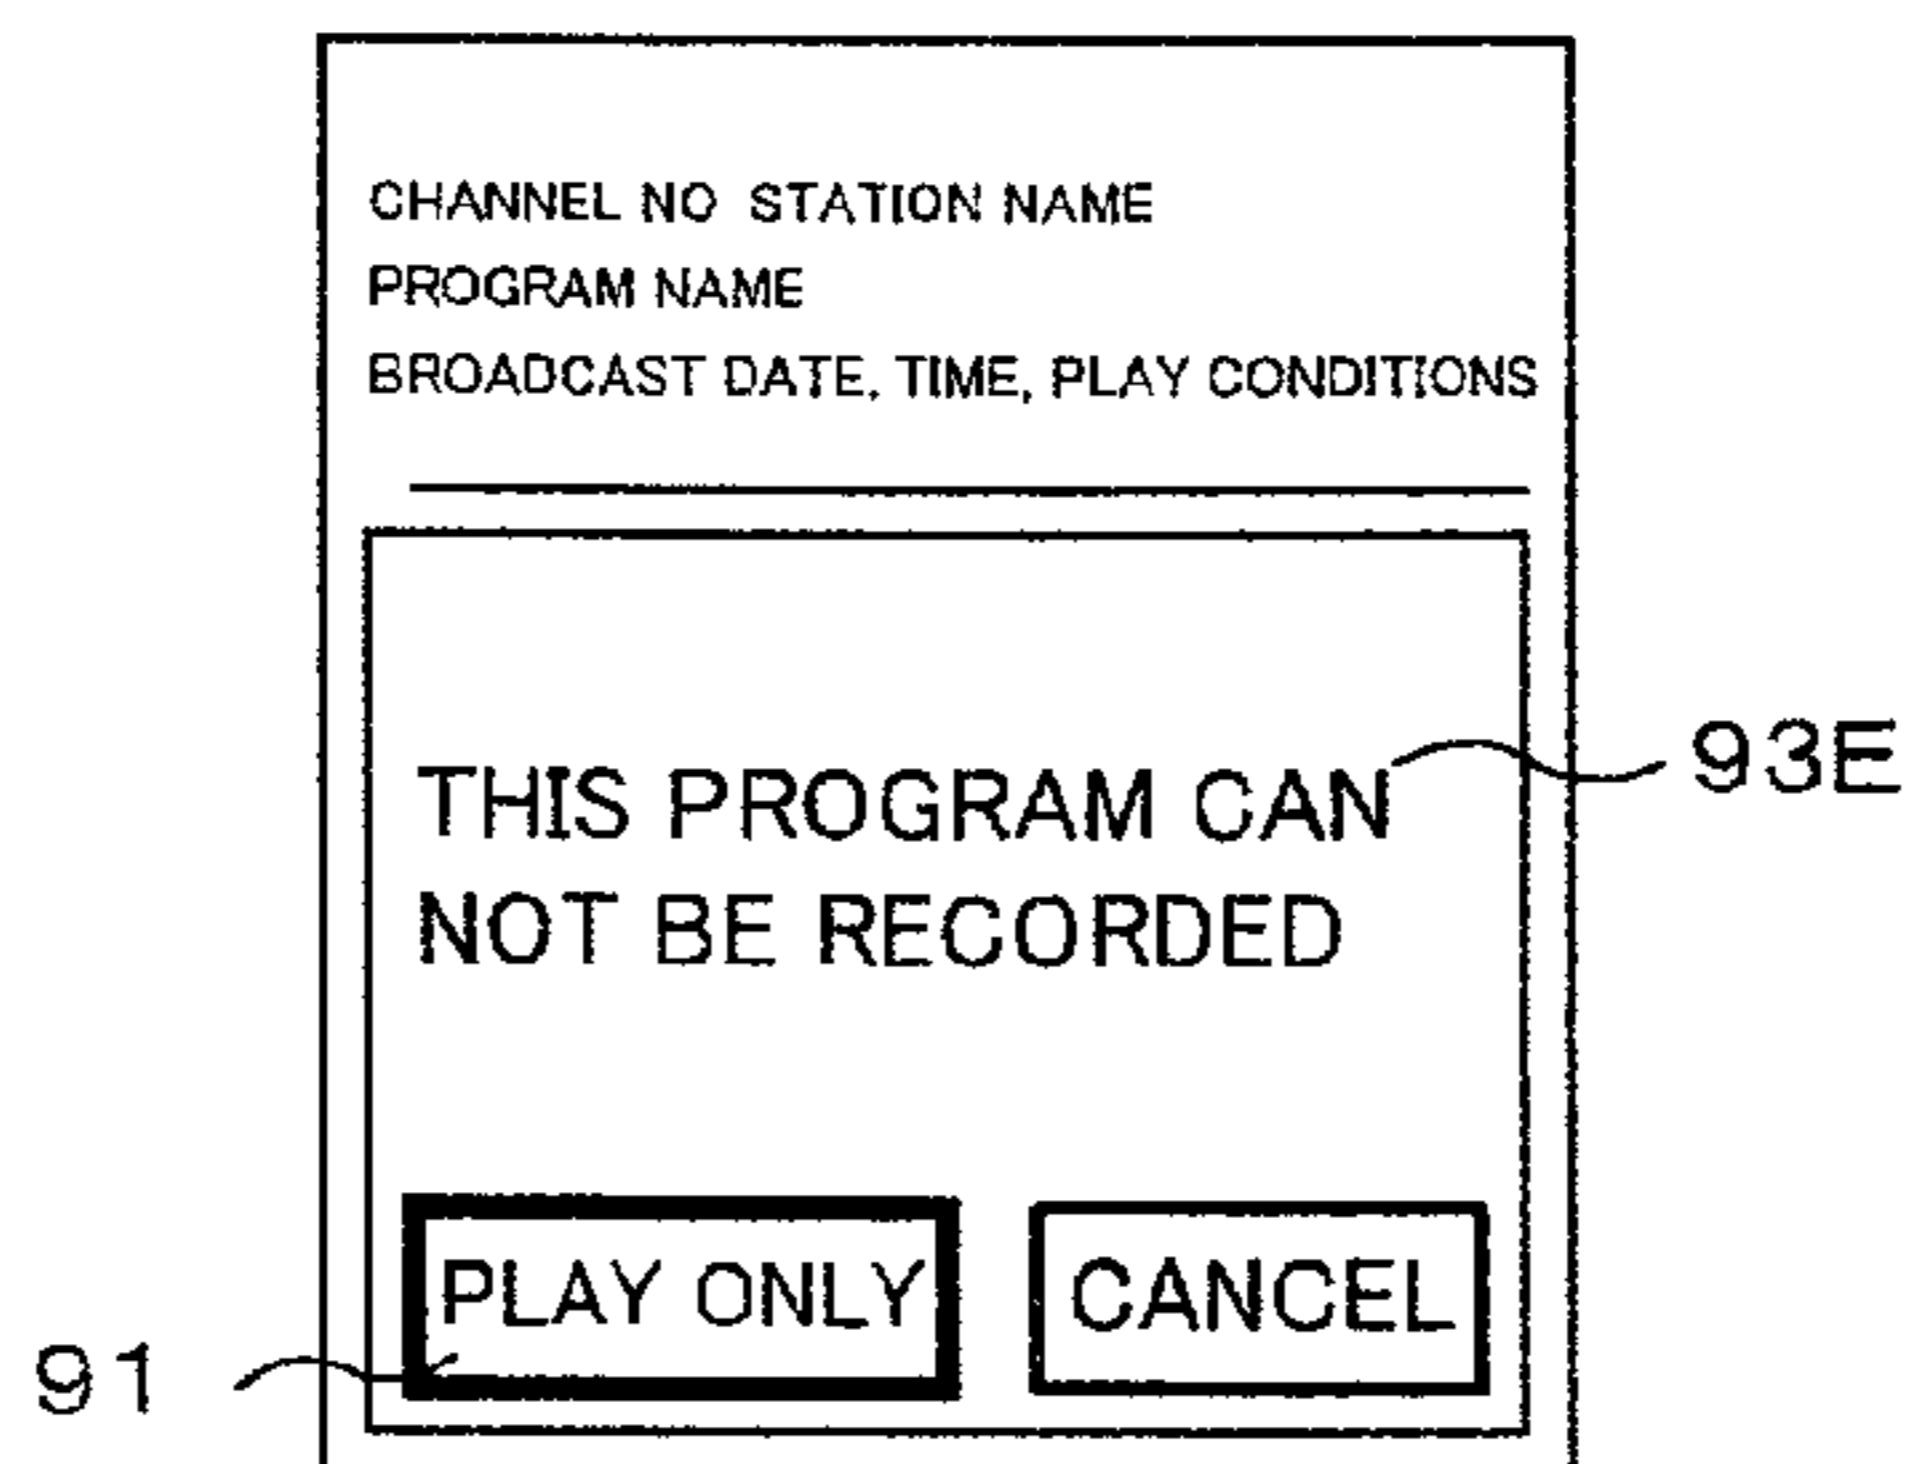 CHANNEL NO STATION NAME
PROGRAM NAME
BROADCAST DATE, TIME, PLAY CONDITIONS
THIS PROGRAM CAN
93E
NOT BE RECORDED
PLAY ONLY
CANCEL
91